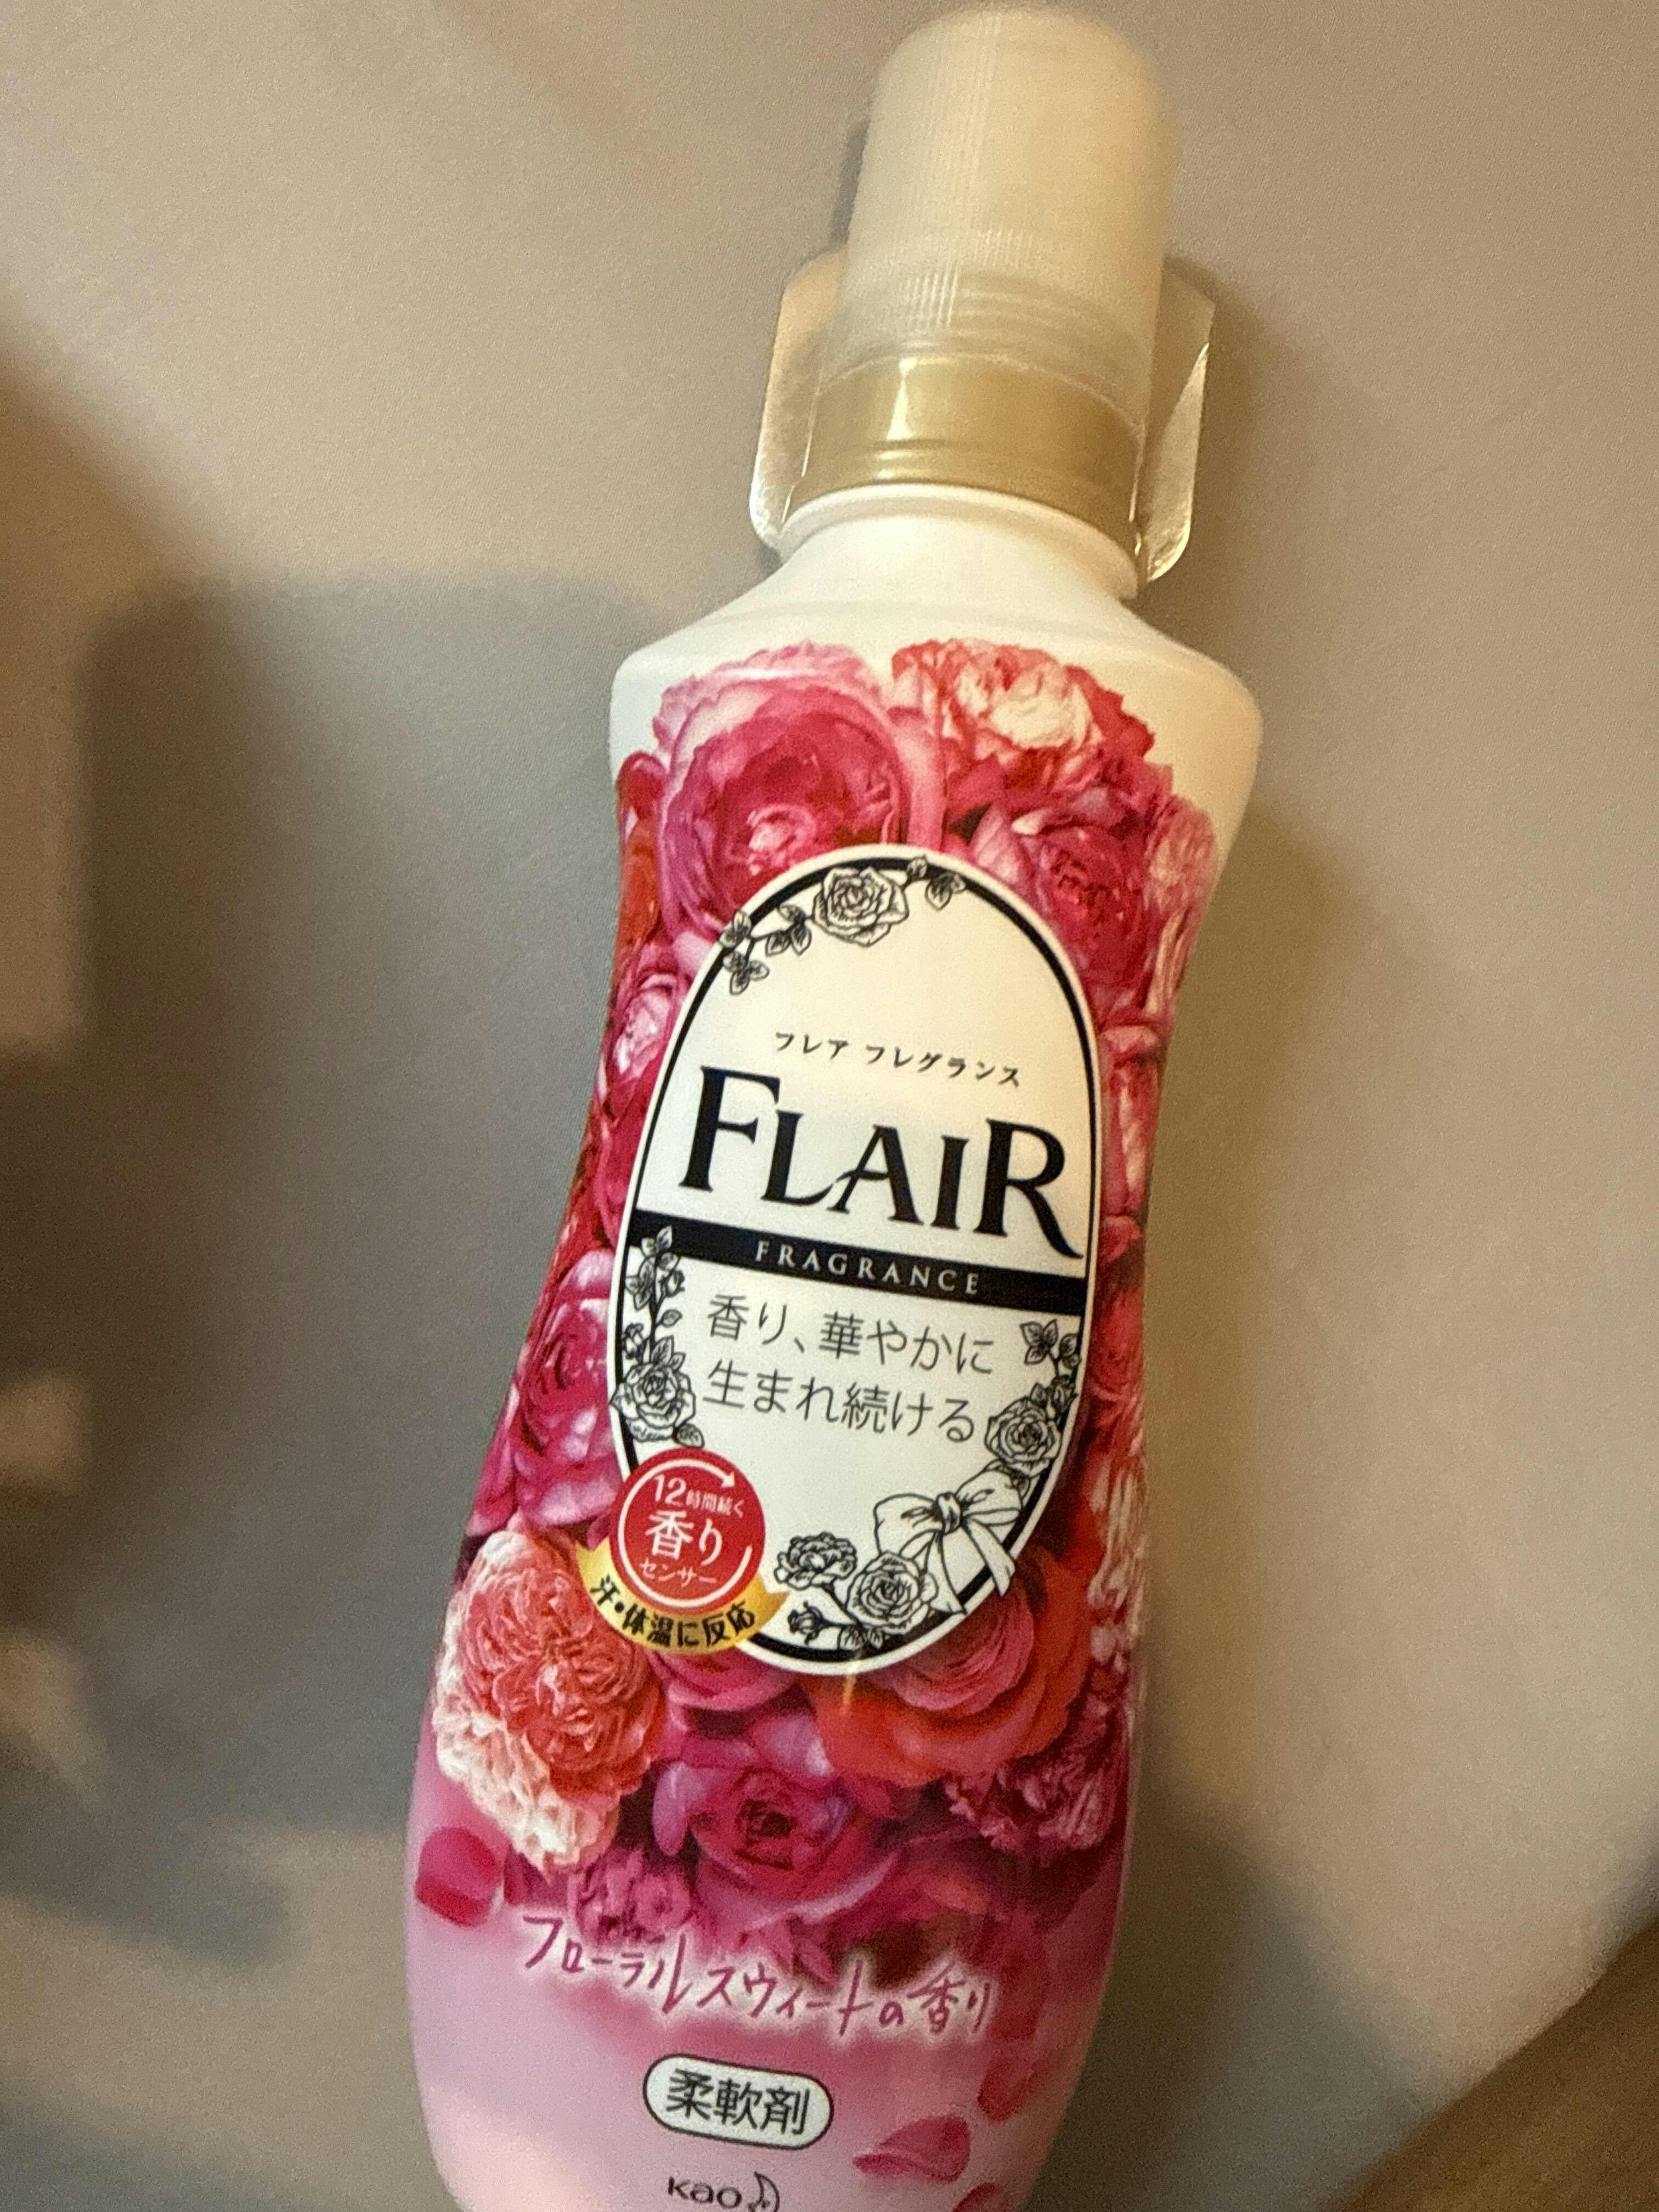 フレア フレグランス
FLAIR
FRAGRANCE
香り、華やかに
生まれ続ける
12時間続く
香り
センサー
汗・体温に反応
フローラルスウィートの香り
柔軟剤
kao